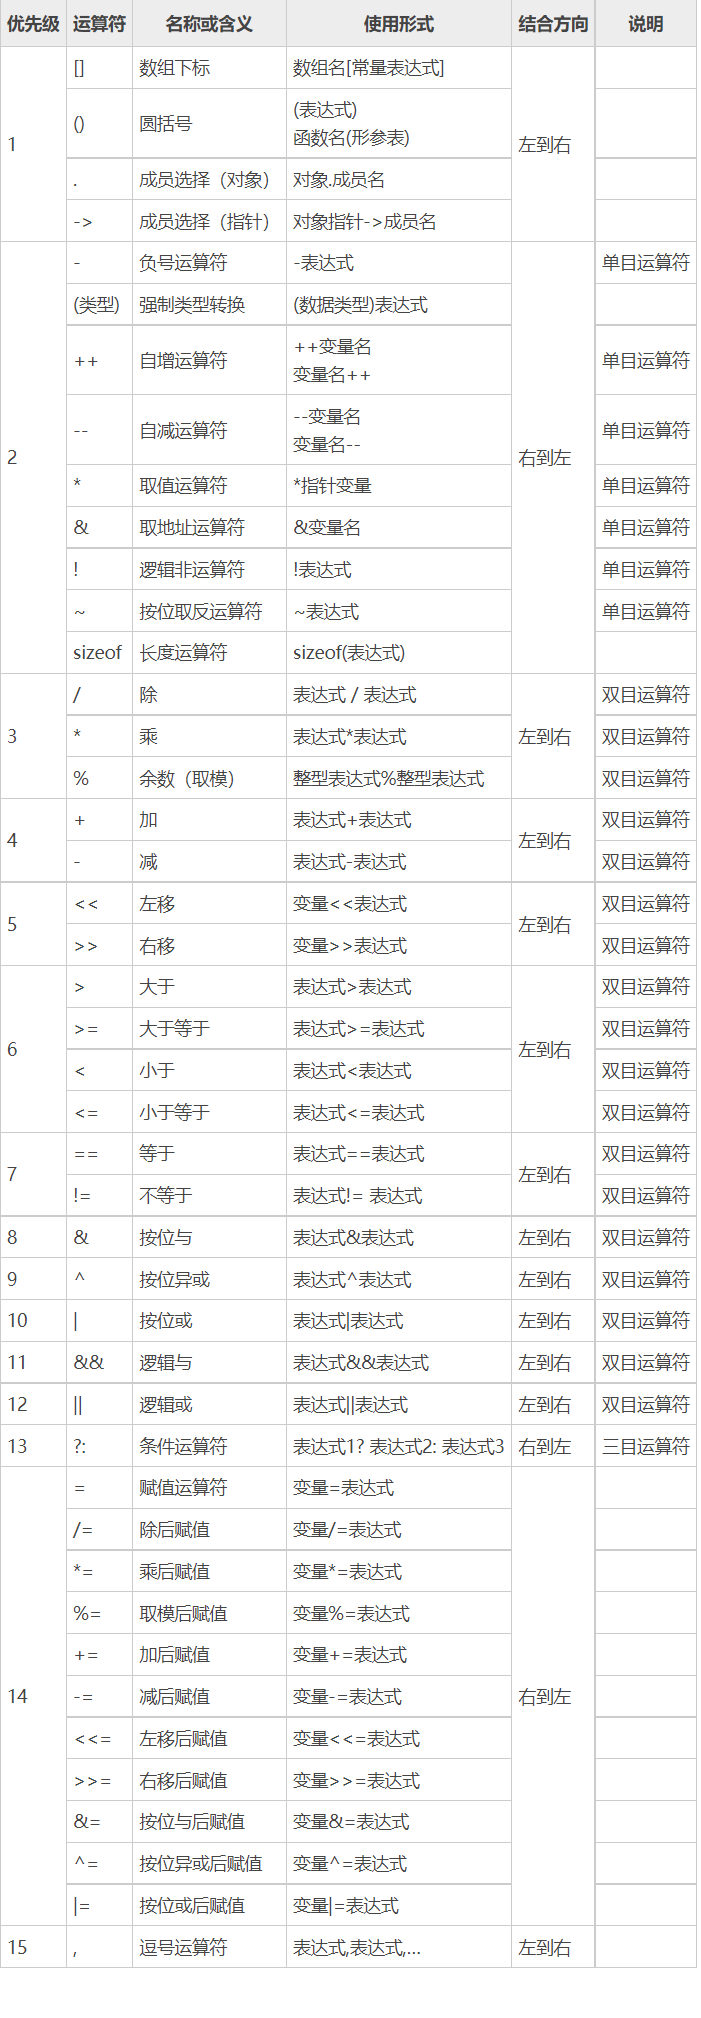 优先级 运算符 名称或含义 使用形式 结合方向 说明
1 [] 数组下标 数组名[常量表达式] 左到右
() 圆括号 (表达式)
函数名(形参表)
. 成员选择（对象） 对象.成员名
-> 成员选择（指针） 对象指针->成员名
2 - 负号运算符 -表达式 右到左 单目运算符
(类型) 强制类型转换 (数据类型)表达式
++ 自增运算符 ++变量名 单目运算符
变量名++
-- 自减运算符 --变量名 单目运算符
变量名--
* 取值运算符 *指针变量 单目运算符
& 取地址运算符 &变量名 单目运算符
! 逻辑非运算符 !表达式 单目运算符
~ 按位取反运算符 ~表达式 单目运算符
sizeof 长度运算符 sizeof(表达式)
3 / 除 表达式 / 表达式 左到右 双目运算符
* 乘 表达式*表达式 双目运算符
% 余数（取模） 整型表达式%整型表达式 双目运算符
4 + 加 表达式+表达式 左到右 双目运算符
- 减 表达式-表达式 双目运算符
5 << 左移 变量<<表达式 左到右 双目运算符
>> 右移 变量>>表达式 双目运算符
6 > 大于 表达式>表达式 左到右 双目运算符
>= 大于等于 表达式>=表达式 双目运算符
< 小于 表达式<表达式 双目运算符
<= 小于等于 表达式<=表达式 双目运算符
7 == 等于 表达式==表达式 左到右 双目运算符
!= 不等于 表达式!= 表达式 双目运算符
8 & 按位与 表达式&表达式 左到右 双目运算符
9 ^ 按位异或 表达式^表达式 左到右 双目运算符
10 | 按位或 表达式|表达式 左到右 双目运算符
11 && 逻辑与 表达式&&表达式 左到右 双目运算符
12 || 逻辑或 表达式||表达式 左到右 双目运算符
13 ?: 条件运算符 表达式1? 表达式2: 表达式3 右到左 三目运算符
14 = 赋值运算符 变量=表达式 右到左
/= 除后赋值 变量/=表达式
*= 乘后赋值 变量*=表达式
%= 取模后赋值 变量%=表达式
+= 加后赋值 变量+=表达式
-= 减后赋值 变量-=表达式
<<= 左移后赋值 变量<<=表达式
>>= 右移后赋值 变量>>=表达式
&= 按位与后赋值 变量&=表达式
^= 按位异或后赋值 变量^=表达式
|= 按位或后赋值 变量|=表达式
15 , 逗号运算符 表达式,表达式,... 左到右